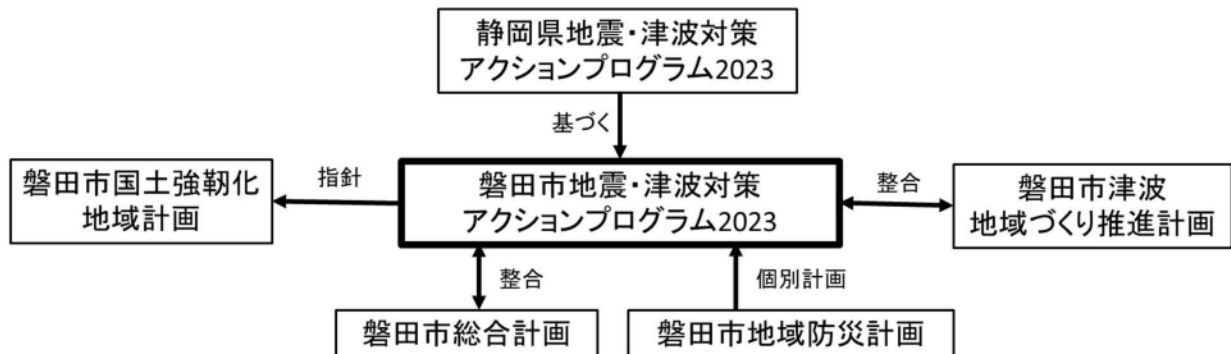 静岡県地震・津波対策
アクションプログラム2023
基づく
磐田市国土強靭化
地域計画
指針
磐田市地震・津波対策
アクションプログラム2023
整合
磐田市津波
地域づくり推進計画
整合
個別計画
磐田市総合計画
磐田市地域防災計画